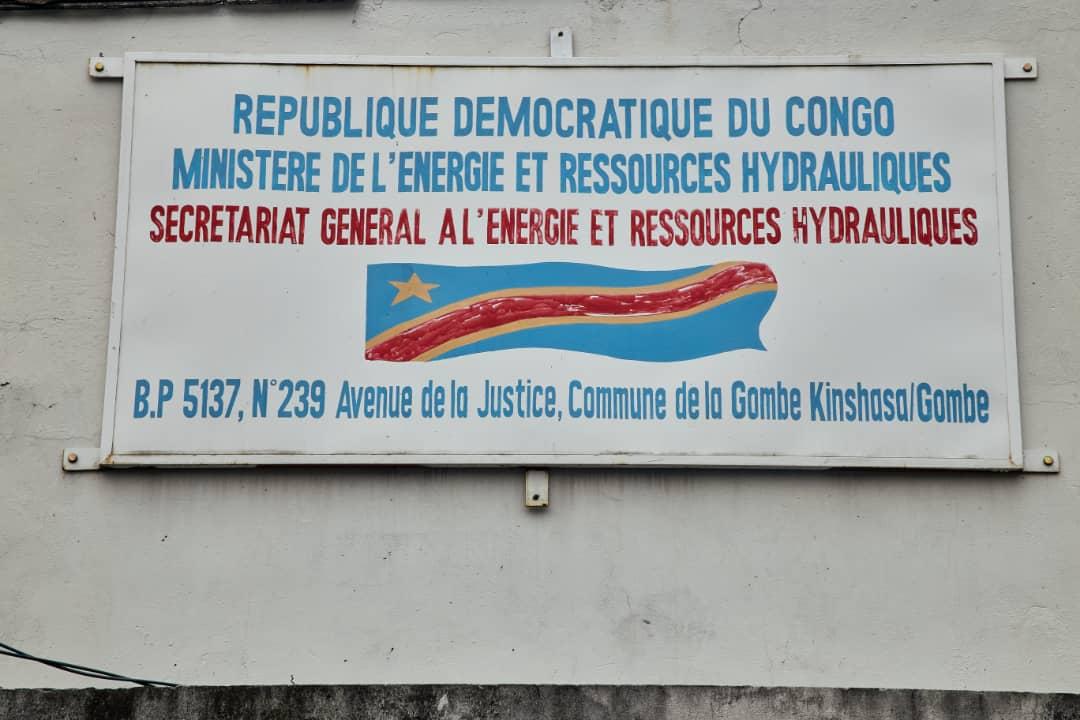 REPUBLIQUE DEMOCRATIQUE DU CONGO
MINISTERE DE L'ENERGIE ET RESSOURCES HYDRAULIQUES
SECRETARIAT GENERAL A L'ENERGIE ET RESSOURCES HYDRAULIQUES
B.P 5137, N°239 Avenue de la Justice, Commune de la Gombe Kinshasa/Gombe